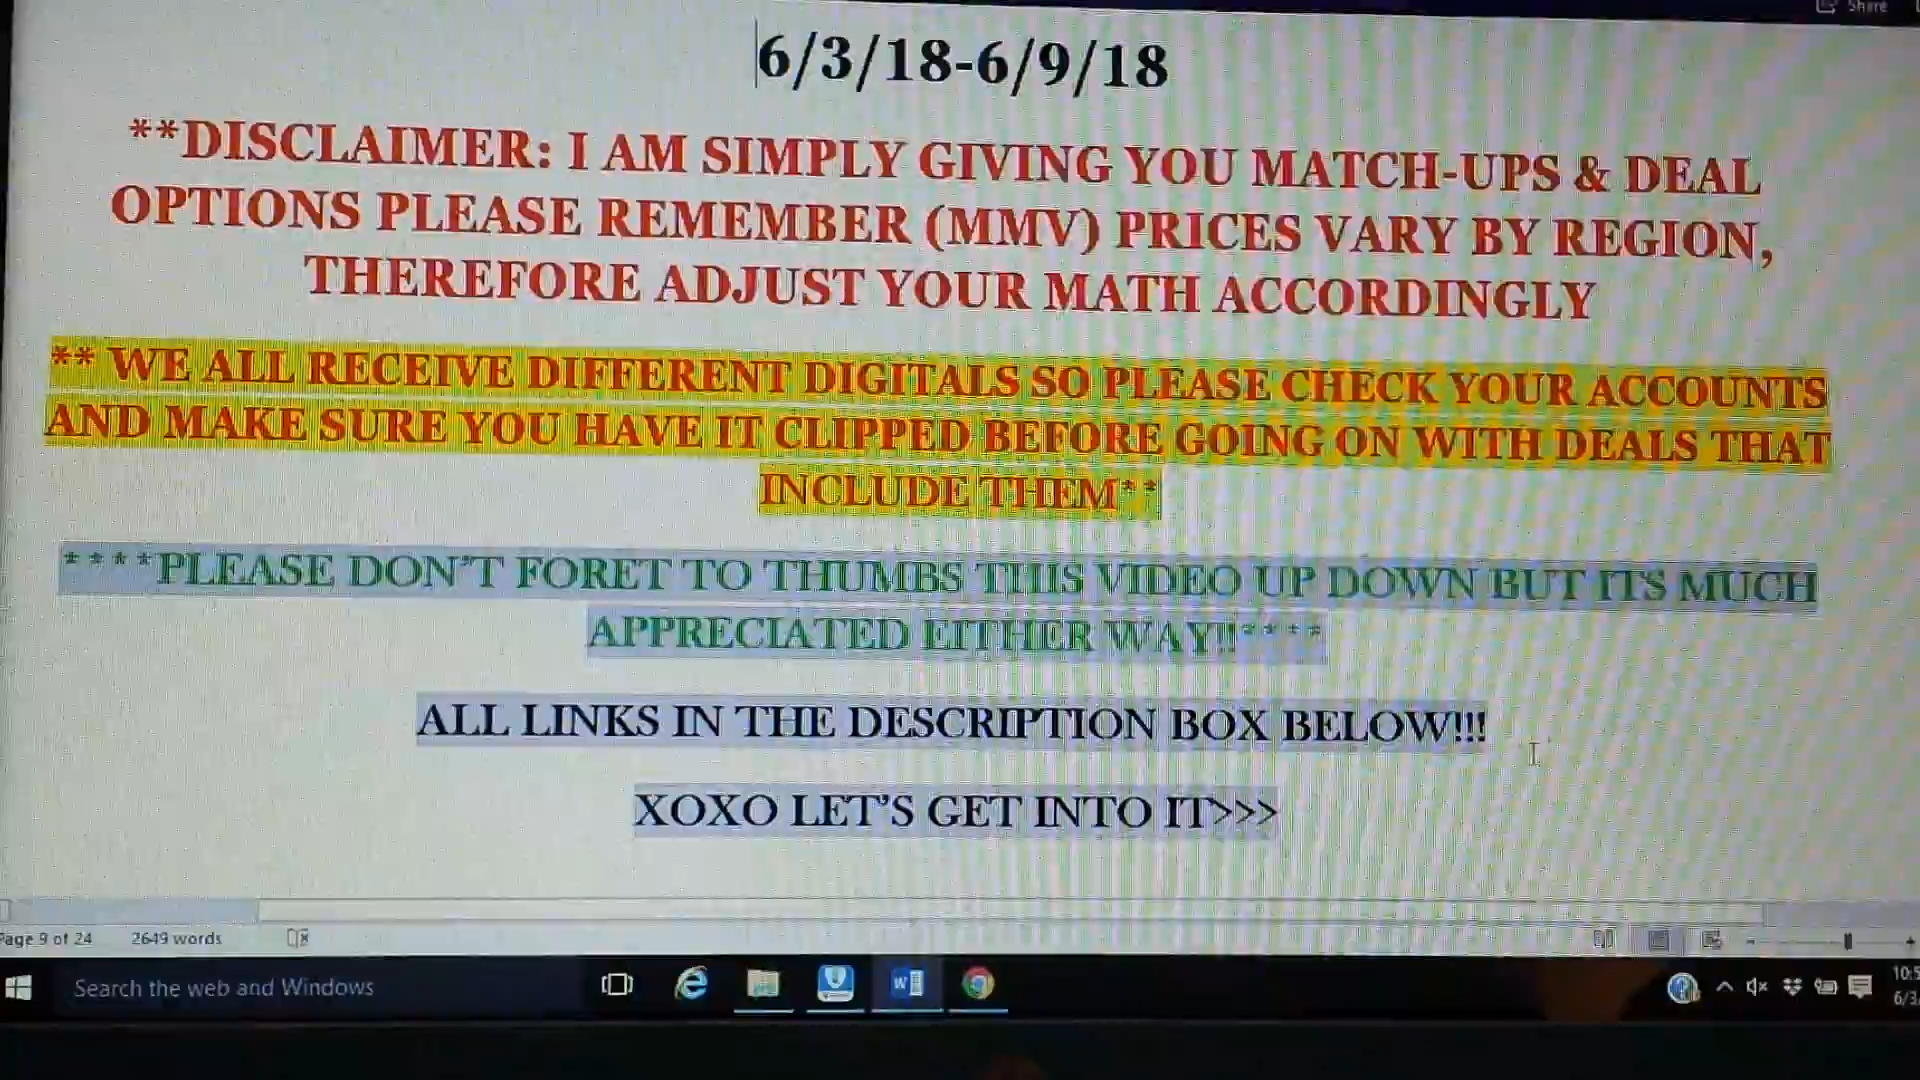 Share
6/3/18-6/9/18
**DISCLAIMER: I AM SIMPLY GIVING YOU MATCH-UPS & DEAL
OPTIONS PLEASE REMEMBER (MMV) PRICES VARY BY REGION,
THEREFORE ADJUST YOUR MATH ACCORDINGLY
** WE ALL RECEIVE DIFFERENT DIGITALS SO PLEASE CHECK YOUR ACCOUNTS
AND MAKE SURE YOU HAVE IT CLIPPED BEFORE GOING ON WITH DEALS THAT
INCLUDE THEM**
****PLEASE DON'T FORET TO THUMBS THIS VIDEO UP DOWN BUT ITS MUCH
APPRECIATED EITHER WAY!!****
ALL LINKS IN THE DESCRIPTION BOX BELOW!!!
XOXO LET'S GET INTO IT>>>
Page 9 of 24 2649 words
Search the web and Windows